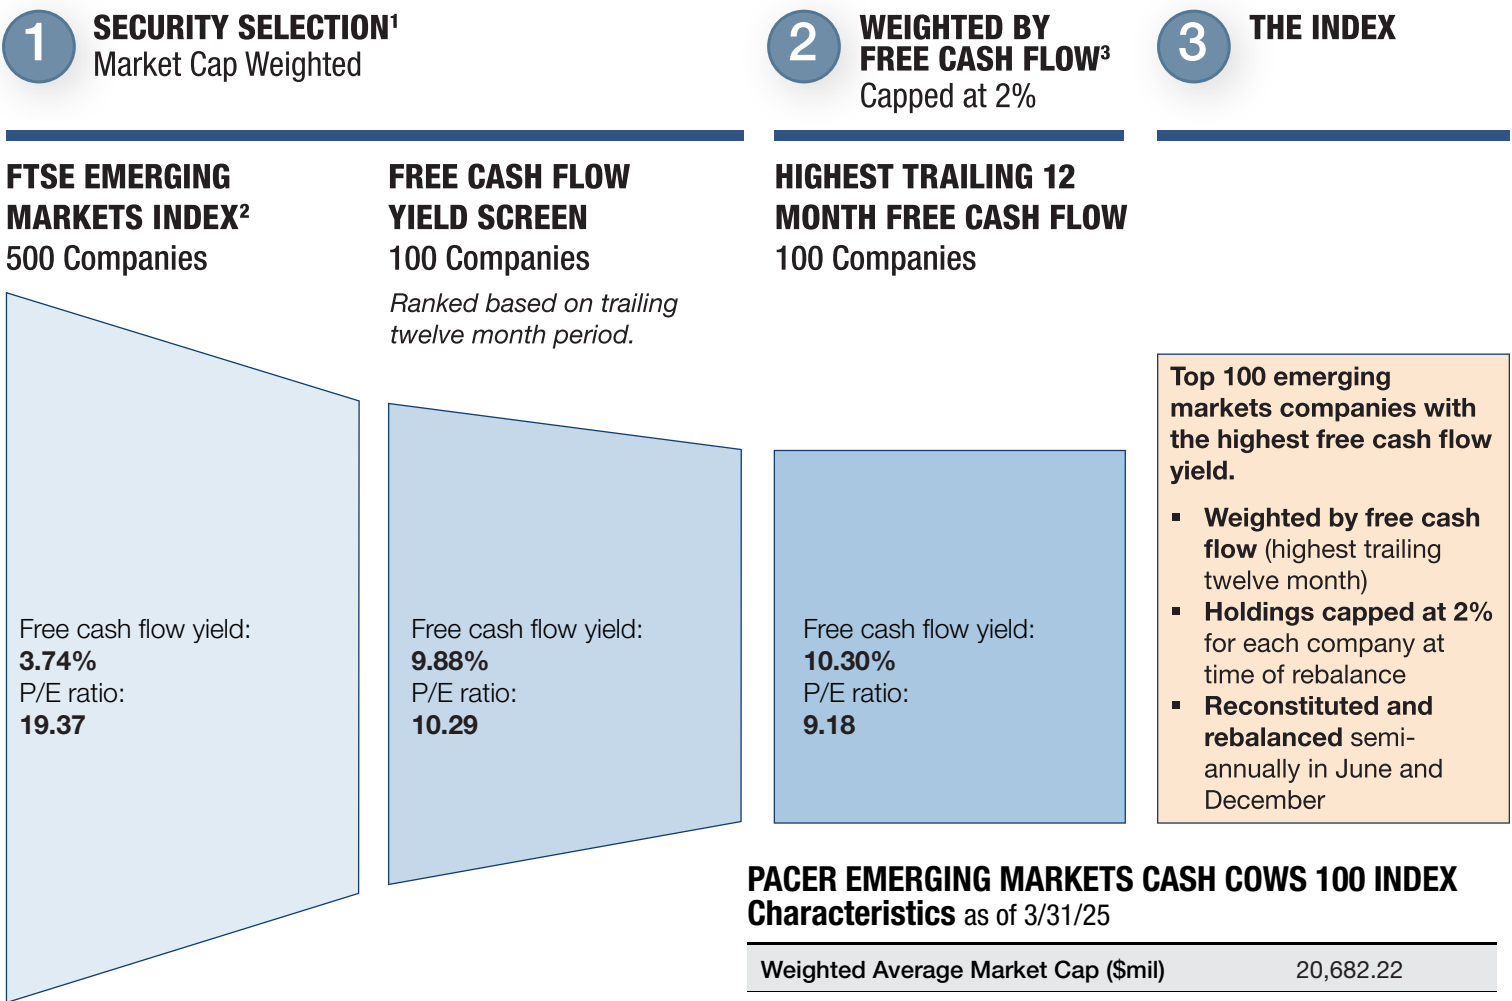 1
SECURITY SELECTION¹
Market Cap Weighted
2
WEIGHTED BY
FREE CASH FLOW³
Capped at 2%
3
THE INDEX
FTSE EMERGING
MARKETS INDEX²
500 Companies
FREE CASH FLOW
YIELD SCREEN
100 Companies
Ranked based on trailing
twelve month period.
HIGHEST TRAILING 12
MONTH FREE CASH FLOW
100 Companies
Free cash flow yield:
3.74%
P/E ratio:
19.37
Free cash flow yield:
9.88%
P/E ratio:
10.29
Free cash flow yield:
10.30%
P/E ratio:
9.18
Top 100 emerging
markets companies with
the highest free cash flow
yield.
▪ Weighted by free cash
flow (highest trailing
twelve month)
▪ Holdings capped at 2%
for each company at
time of rebalance
▪ Reconstituted and
rebalanced semi-
annually in June and
December
PACER EMERGING MARKETS CASH COWS 100 INDEX
Characteristics as of 3/31/25
Weighted Average Market Cap ($mil) 20,682.22